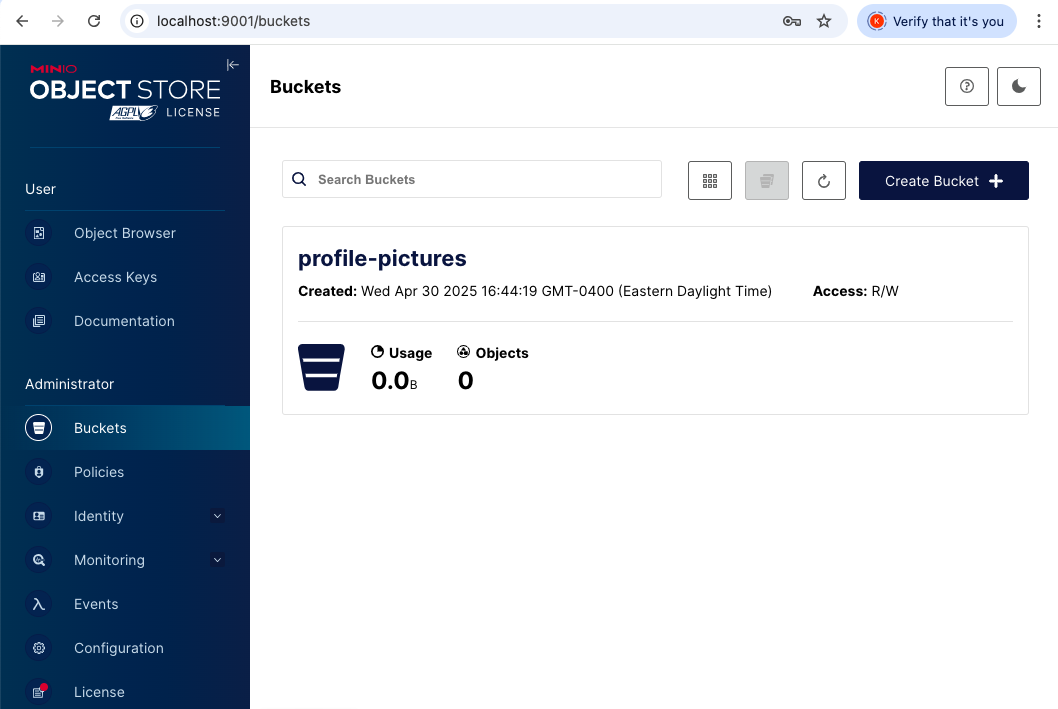 localhost:9001/buckets
Verify that it's you
MINIO
OBJECT STORE
AGPLv3 LICENSE
User
Object Browser
Access Keys
Documentation
Administrator
Buckets
Policies
Identity
Monitoring
Events
Configuration
License
Buckets
Search Buckets
Create Bucket
profile-pictures
Created: Wed Apr 30 2025 16:44:19 GMT-0400 (Eastern Daylight Time) Access: R/W
Usage Objects
0.0B 0